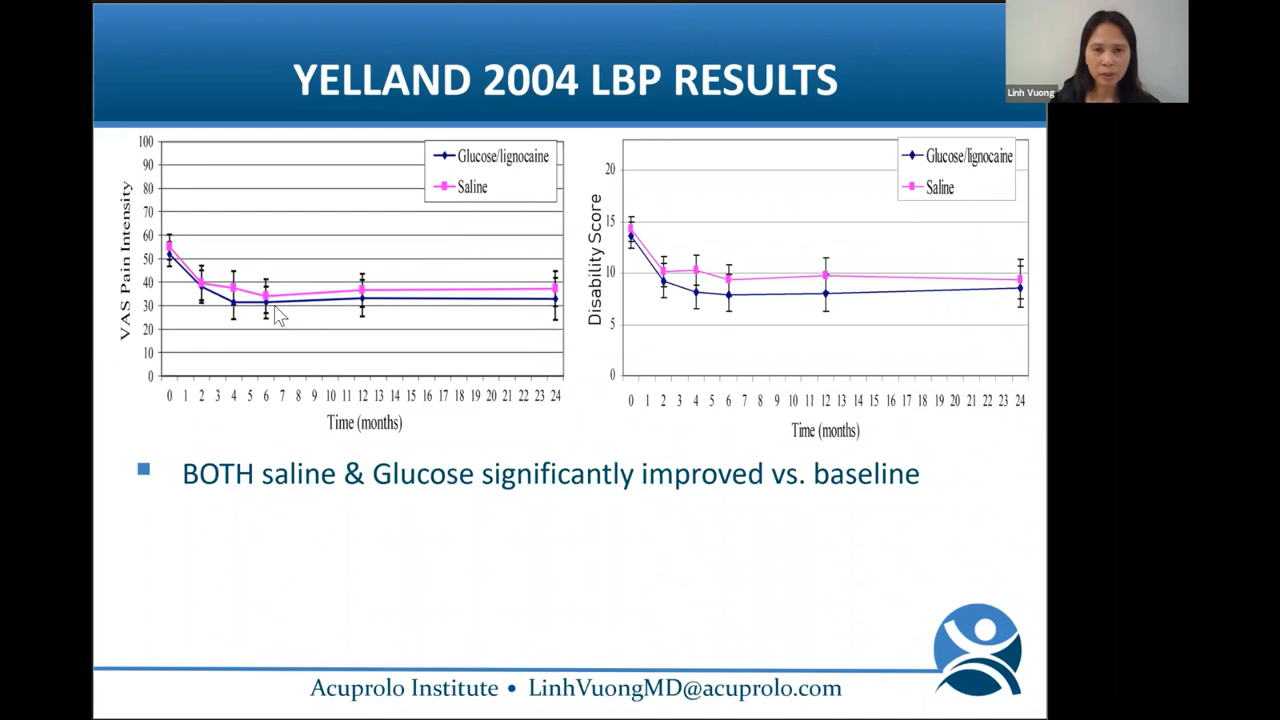 YELLAND 2004 LBP RESULTS
Linh Vuong
VAS Pain Intensity
100
90
80
70
60
50
40
30
20
10
0
Glucose/lignocaine
Saline
0 1 2 3 4 5 6 7 8 9 10 11 12 13 14 15 16 17 18 19 20 21 22 23 24
Time (months)
Disability Score
20
15
10
5
0
Glucose/lignocaine
Saline
0 1 2 3 4 5 6 7 8 9 10 11 12 13 14 15 16 17 18 19 20 21 22 23 24
Time (months)
BOTH saline & Glucose significantly improved vs. baseline
Acuprolo Institute • LinhVuongMD@acuprolo.com